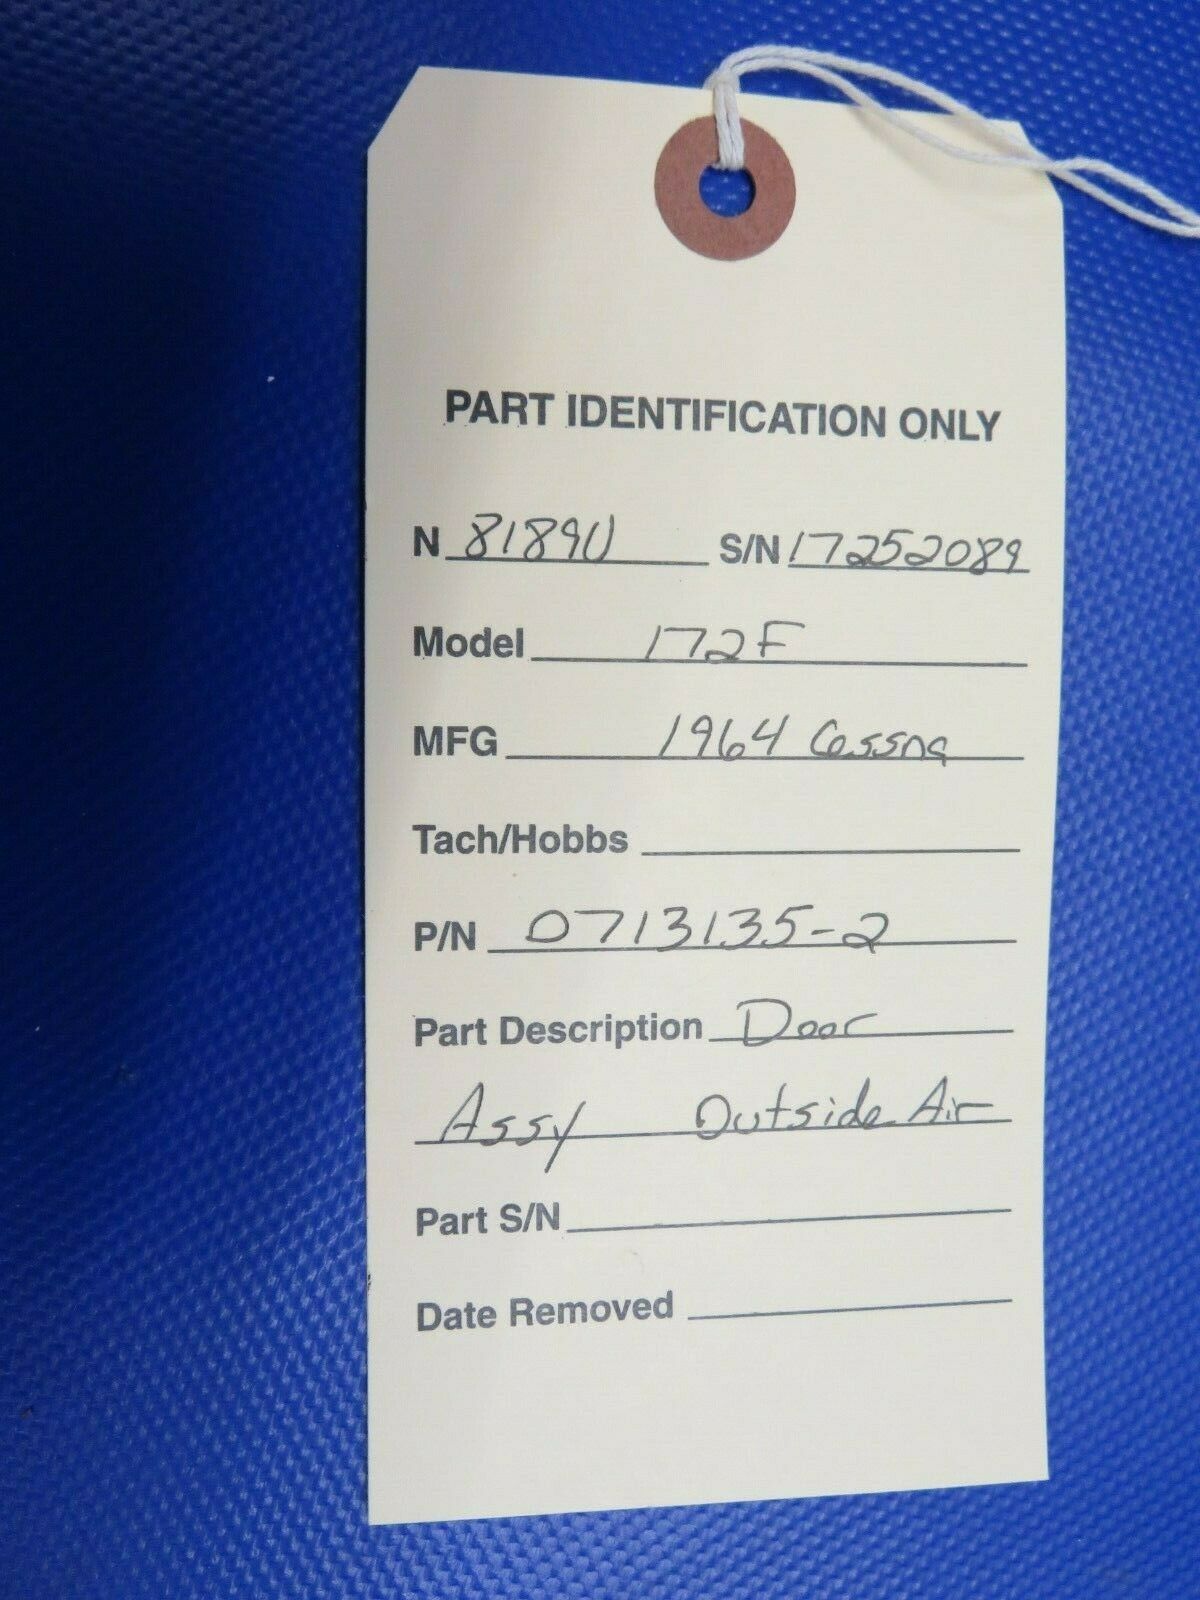 PART IDENTIFICATION ONLY
N 8189U S/N 17252089
Model 172F
MFG 1964 Cessna
Tach/Hobbs
P/N 0713135-2
Part Description Door
Assy Outside Air
Part S/N
Date Removed